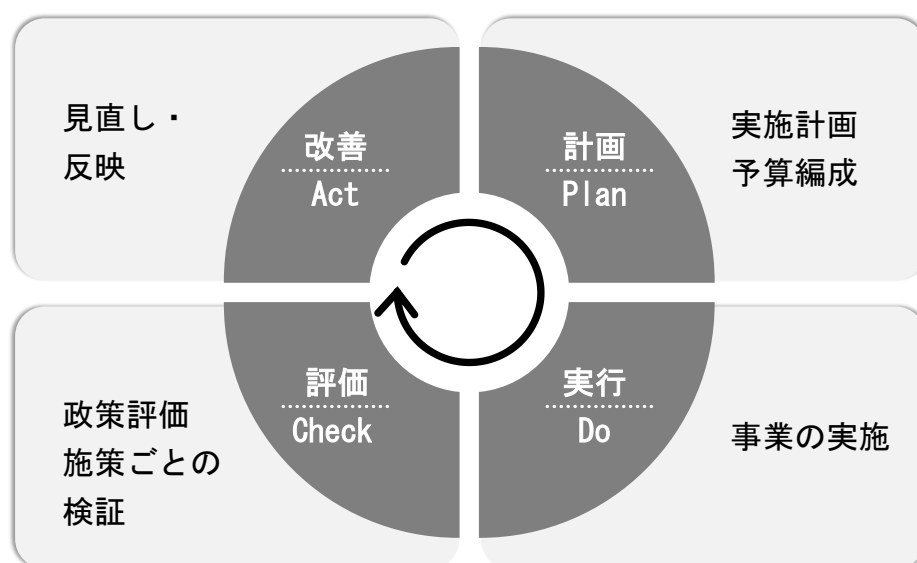 見直し・
反映
改善
Act
計画
Plan
実施計画
予算編成
政策評価
施策ごとの
検証
評価
Check
実行
Do
事業の実施